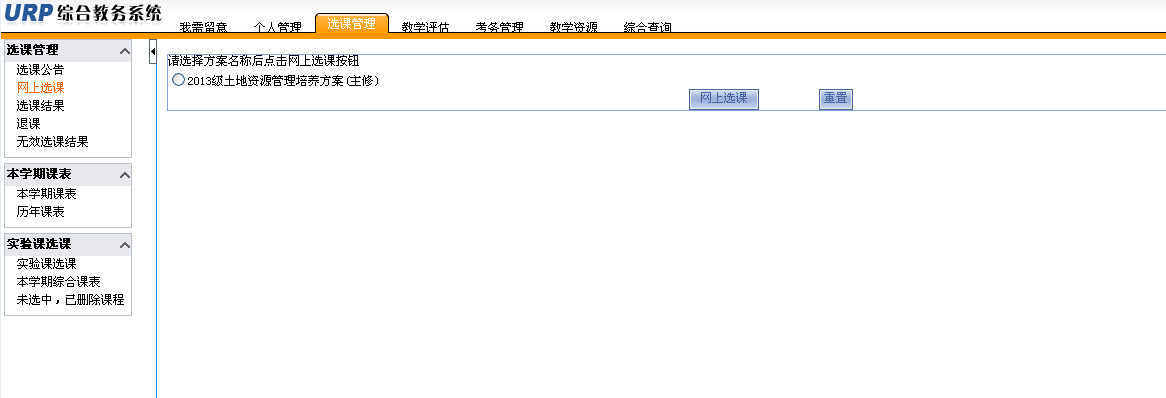 URP 综合教务系统
我需留意 个人管理 选课管理 教学评估 考务管理 教学资源 综合查询
选课管理
选课公告
网上选课
选课结果
退课
无效选课结果
本学期课表
本学期课表
历年课表
实验课选课
实验课选课
本学期综合课表
未选中，已删除课程
请选择方案名称后点击网上选课按钮
2013级土地资源管理培养方案(主修)
网上选课 重置